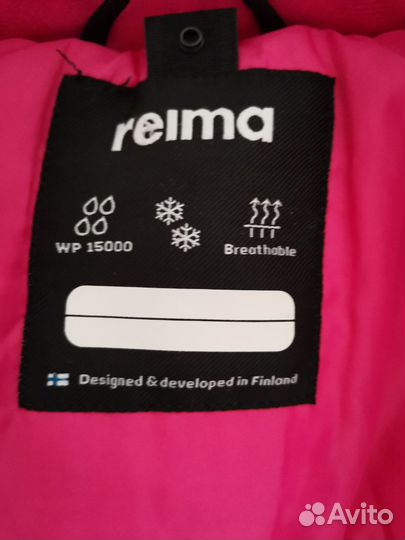 reima
WP 15000
Breathable
Designed & developed in Finland
Avito